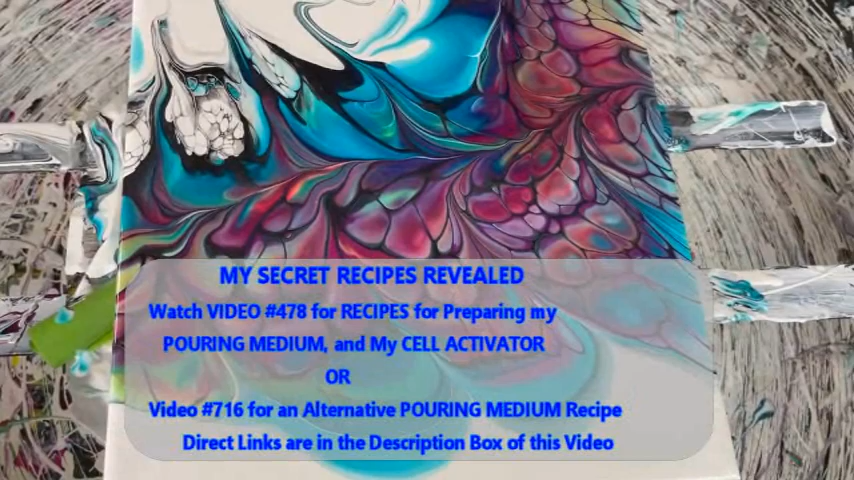 MY SECRET RECIPES REVEALED
Watch VIDEO #478 for RECIPES for Preparing my
POURING MEDIUM, and My CELL ACTIVATOR
OR
Video #716 for an Alternative POURING MEDIUM Recipe
Direct Links are in the Description Box of this Video